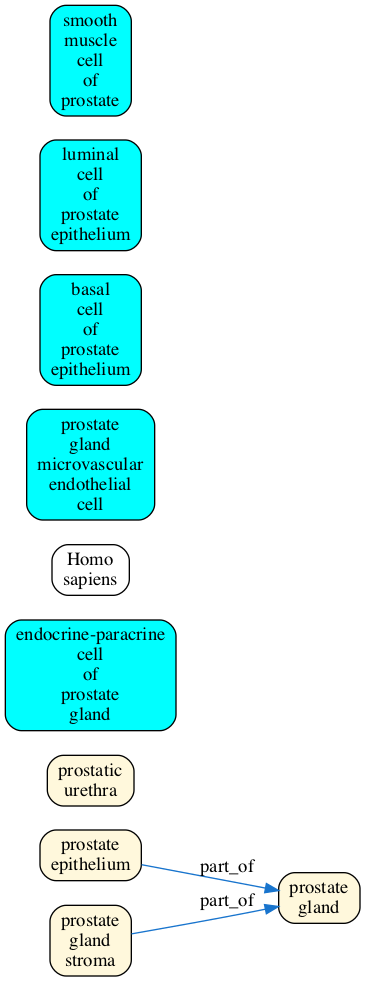 smooth
muscle
cell
of
prostate
luminal
cell
of
prostate
epithelium
basal
cell
of
prostate
epithelium
prostate
gland
microvascular
endothelial
cell
Homo
sapiens
endocrine-paracrine
cell
of
prostate
gland
prostatic
urethra
prostate
epithelium
part_of
prostate
gland
part_of
prostate
gland
stroma